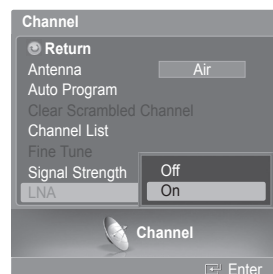 Channel
Return
Antenna Air
Auto Program
Clear Scrambled Channel
Channel List
Fine Tune
Signal Strength Off
LNA On
Channel
Enter